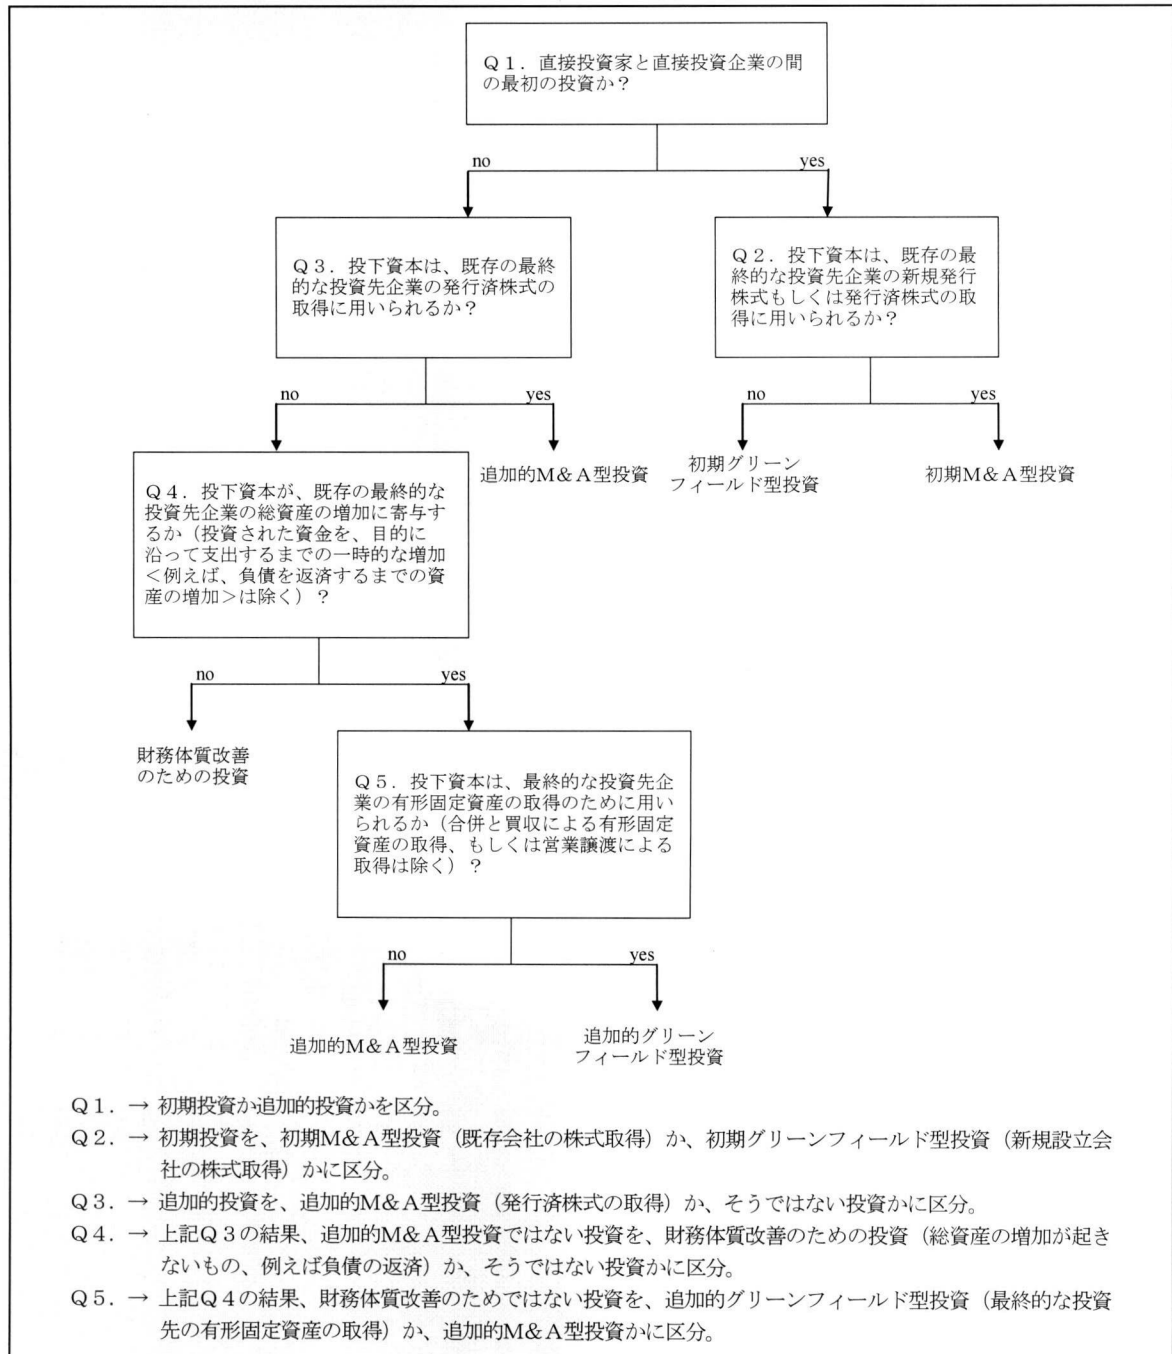 Q1．直接投資家と直接投資企業の間
の最初の投資か？
no
yes
Q3．投下資本は、既存の最終
的な投資先企業の発行済株式の
取得に用いられるか？
Q2．投下資本は、既存の最
終的な投資先企業の新規発行
株式もしくは発行済株式の取
得に用いられるか？
no
yes
no
yes
Q4．投下資本が、既存の最終的な
投資先企業の総資産の増加に寄与す
るか（投資された資金を、目的に
沿って支出するまでの一時的な増加
＜例えば、負債を返済するまでの資
産の増加＞は除く）？
追加的M＆A型投資
初期グリーン
フィールド型投資
初期M＆A型投資
no
yes
財務体質改善
のための投資
Q5．投下資本は、最終的な投資先企
業の有形固定資産の取得のために用い
られるか（合併と買収による有形固定
資産の取得、もしくは営業譲渡による
取得は除く）？
no
yes
追加的M＆A型投資
追加的グリーン
フィールド型投資
Q1．→ 初期投資か追加的投資かを区分。
Q2．→ 初期投資を、初期M＆A型投資（既存会社の株式取得）か、初期グリーンフィールド型投資（新規設立会
社の株式取得）かに区分。
Q3．→ 追加的投資を、追加的M＆A型投資（発行済株式の取得）か、そうではない投資かに区分。
Q4．→ 上記Q3の結果、追加的M＆A型投資ではない投資を、財務体質改善のための投資（総資産の増加が起き
ないもの、例えば負債の返済）か、そうではない投資かに区分。
Q5．→ 上記Q4の結果、財務体質改善のためではない投資を、追加的グリーンフィールド型投資（最終的な投資
先の有形固定資産の取得）か、追加的M＆A型投資かに区分。